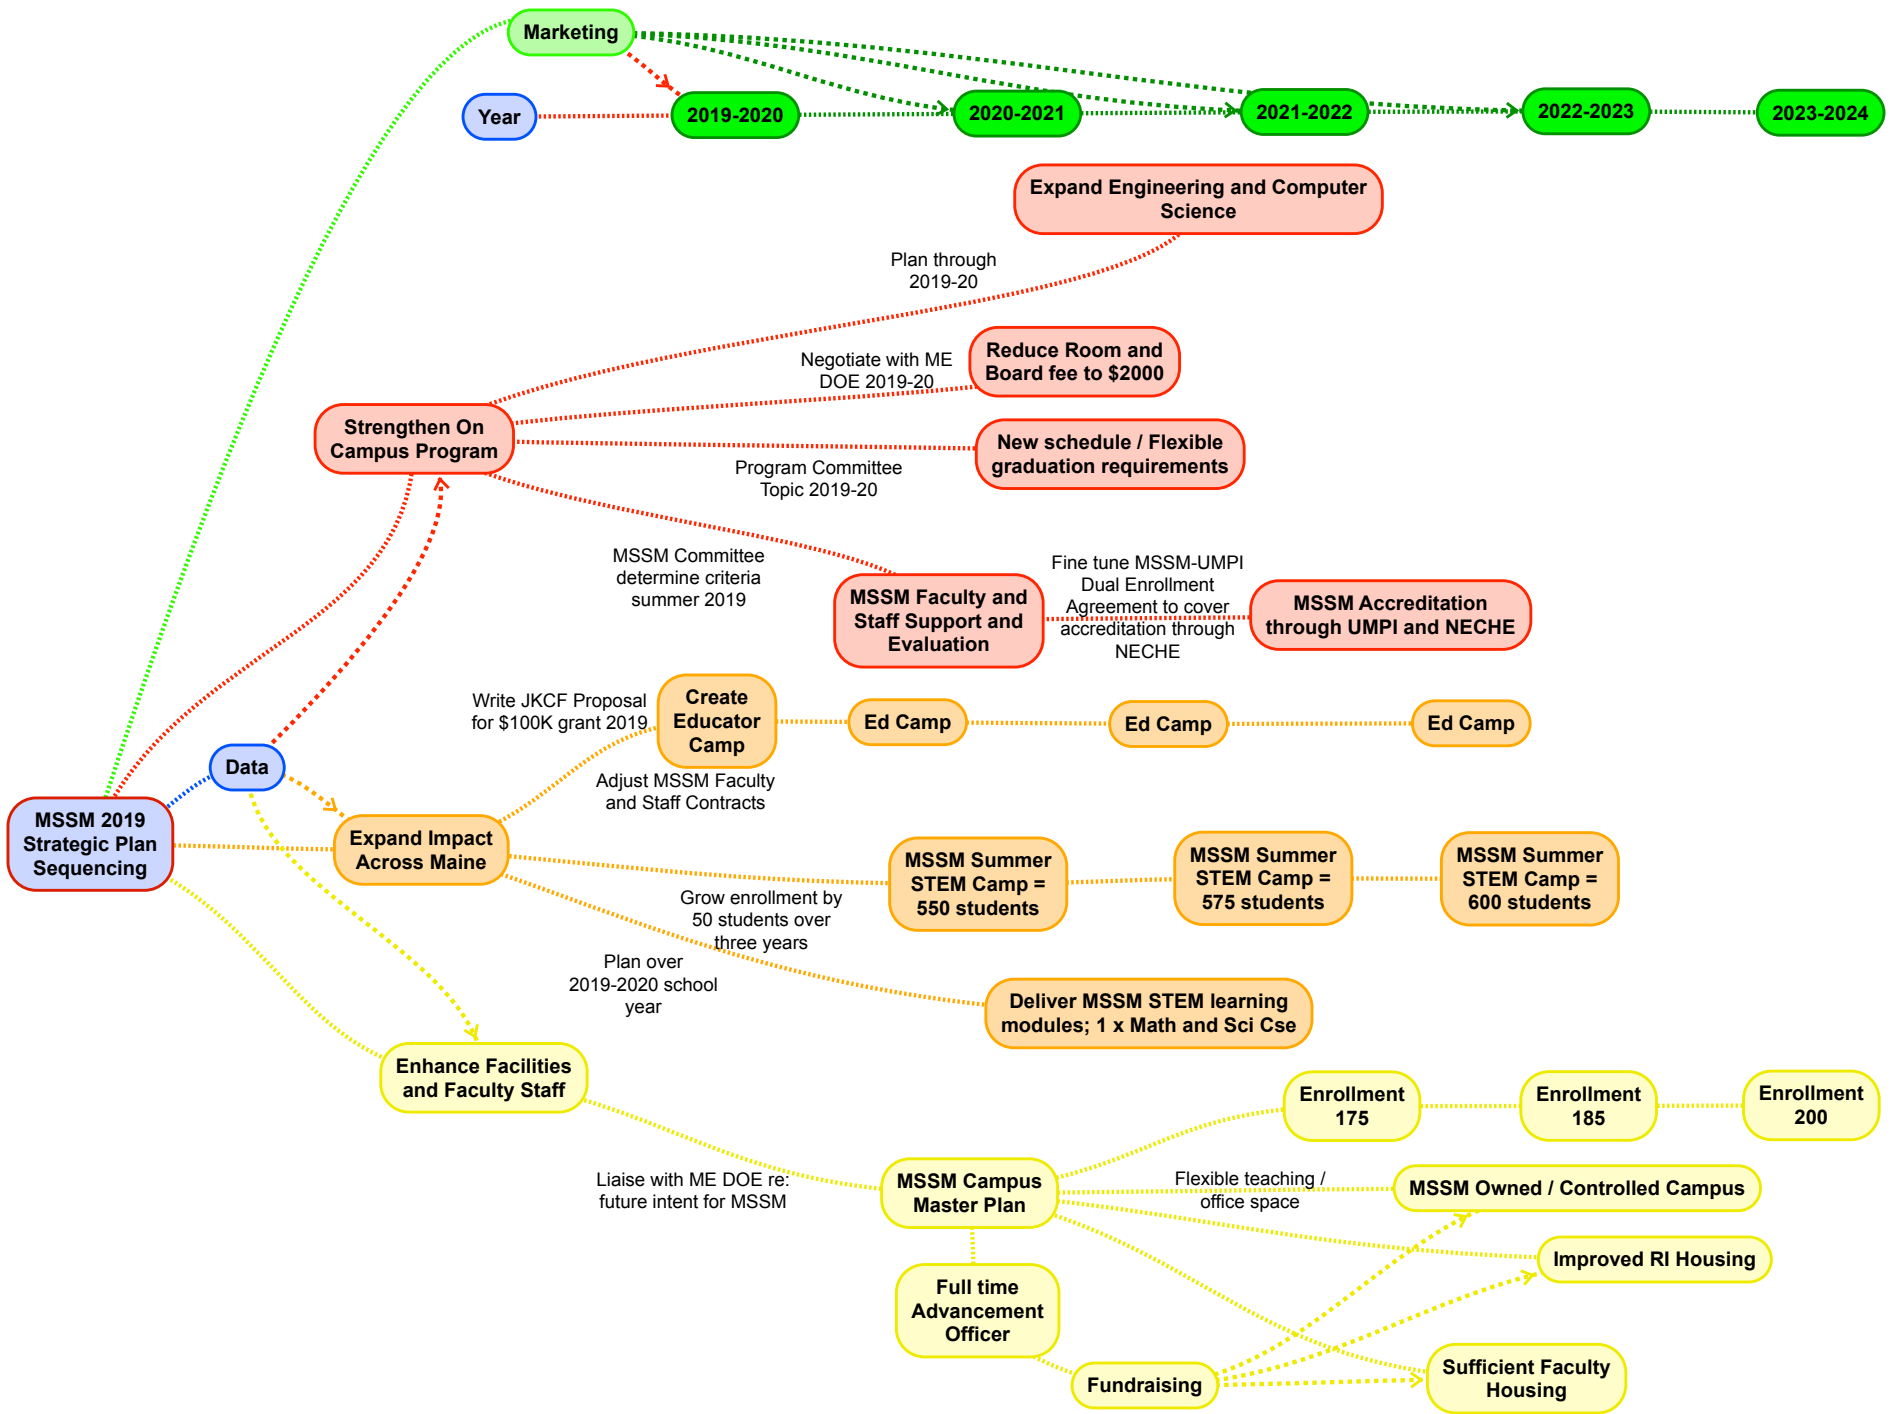 Marketing
Year
2019-2020
2020-2021
2021-2022
2022-2023
2023-2024
Expand Engineering and Computer
Science
Plan through
2019-20
Negotiate with ME
DOE 2019-20
Reduce Room and
Board fee to $2000
Strengthen On
Campus Program
New schedule / Flexible
graduation requirements
Program Committee
Topic 2019-20
MSSM Committee
determine criteria
summer 2019
MSSM Faculty and
Staff Support and
Evaluation
Fine tune MSSM-UMPI
Dual Enrollment
Agreement to cover
accreditation through
NECHE
MSSM Accreditation
through UMPI and NECHE
Write JKCF Proposal
for $100K grant 2019
Create
Educator
Camp
Ed Camp
Ed Camp
Ed Camp
Data
Adjust MSSM Faculty
and Staff Contracts
MSSM 2019
Strategic Plan
Sequencing
Expand Impact
Across Maine
MSSM Summer
STEM Camp =
550 students
MSSM Summer
STEM Camp =
575 students
MSSM Summer
STEM Camp =
600 students
Grow enrollment by
50 students over
three years
Plan over
2019-2020 school
year
Deliver MSSM STEM learning
modules; 1 x Math and Sci Cse
Enhance Facilities
and Faculty Staff
Enrollment
175
Enrollment
185
Enrollment
200
Liaise with ME DOE re:
future intent for MSSM
MSSM Campus
Master Plan
Flexible teaching /
office space
MSSM Owned / Controlled Campus
Improved RI Housing
Full time
Advancement
Officer
Fundraising
Sufficient Faculty
Housing